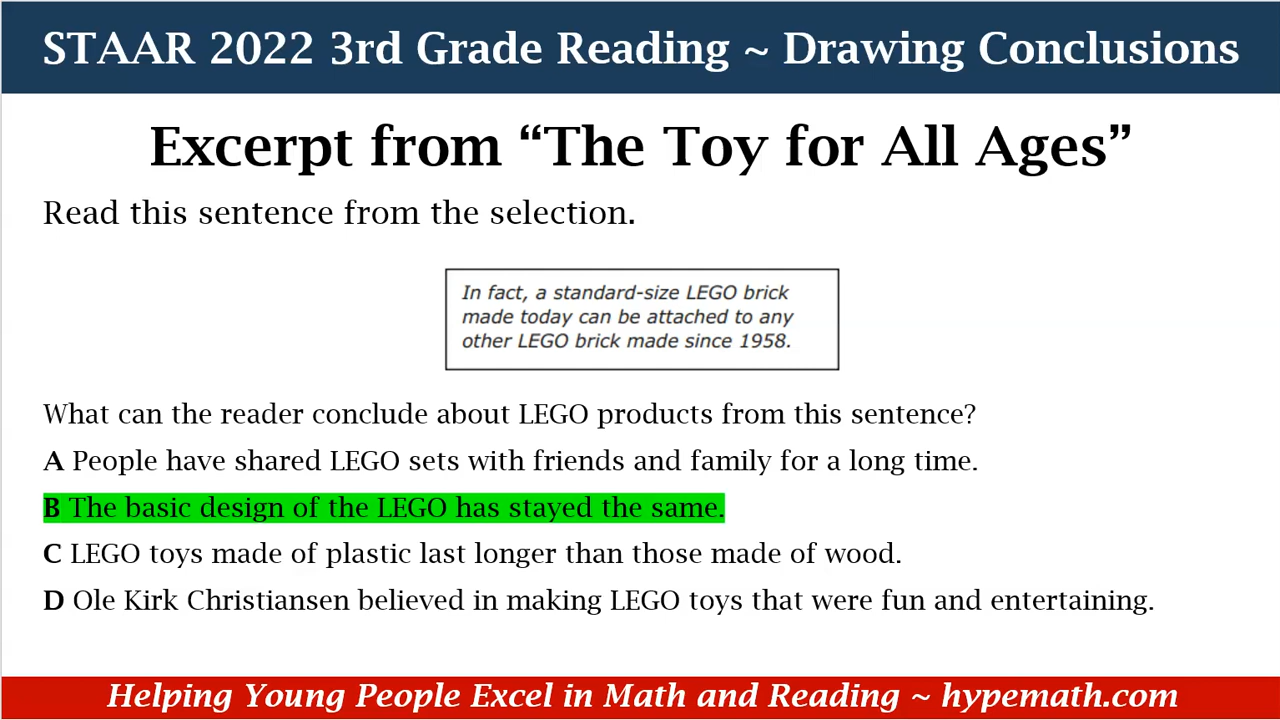 STAAR 2022 3rd Grade Reading ~ Drawing Conclusions
Excerpt from “The Toy for All Ages”
Read this sentence from the selection.
In fact, a standard-size LEGO brick
made today can be attached to any
other LEGO brick made since 1958.
What can the reader conclude about LEGO products from this sentence?
A People have shared LEGO sets with friends and family for a long time.
B The basic design of the LEGO has stayed the same.
C LEGO toys made of plastic last longer than those made of wood.
D Ole Kirk Christiansen believed in making LEGO toys that were fun and entertaining.
Helping Young People Excel in Math and Reading ~ hypemath.com